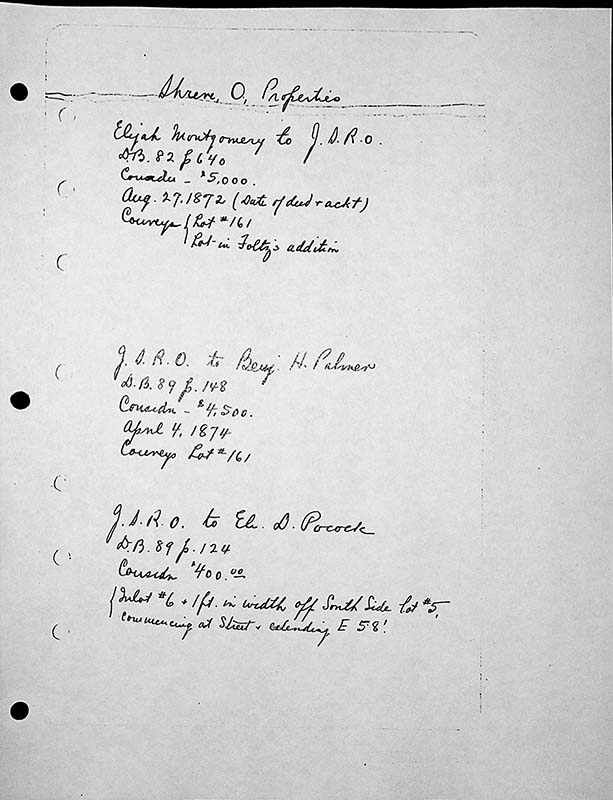 Shreve, O, Properties
Elijah Montgomery to J. D. R. O.
D.B. 82 p 640
Considn - $5,000.
Aug. 27, 1872 (Date of deed + ackt)
Conveys { Lot #161
Lot in Foltz's addition
J. D. R. O. to Benj. H. Palmer
D.B. 89 p. 148
Considn - $4,500.
April 4, 1874
Conveys Lot #161
J. D. R. O. to Eli. D. Pocock
D.B. 89 p. 124
Considn $400.00
{ Inlot #6 + 1 ft. in width off South Side lot #5,
commencing at Street + extending E 58'.